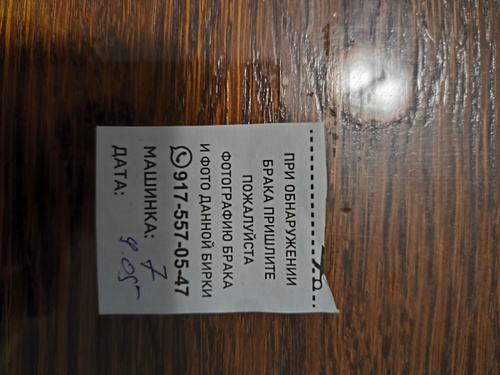 ПРИ ОБНАРУЖЕНИИ
БРАКА ПРИШЛИТЕ
ПОЖАЛУЙСТА
ФОТОГРАФИЮ БРАКА
И ФОТО ДАННОЙ БИРКИ
917-557-05-47
МАШИНКА: 7
ДАТА: